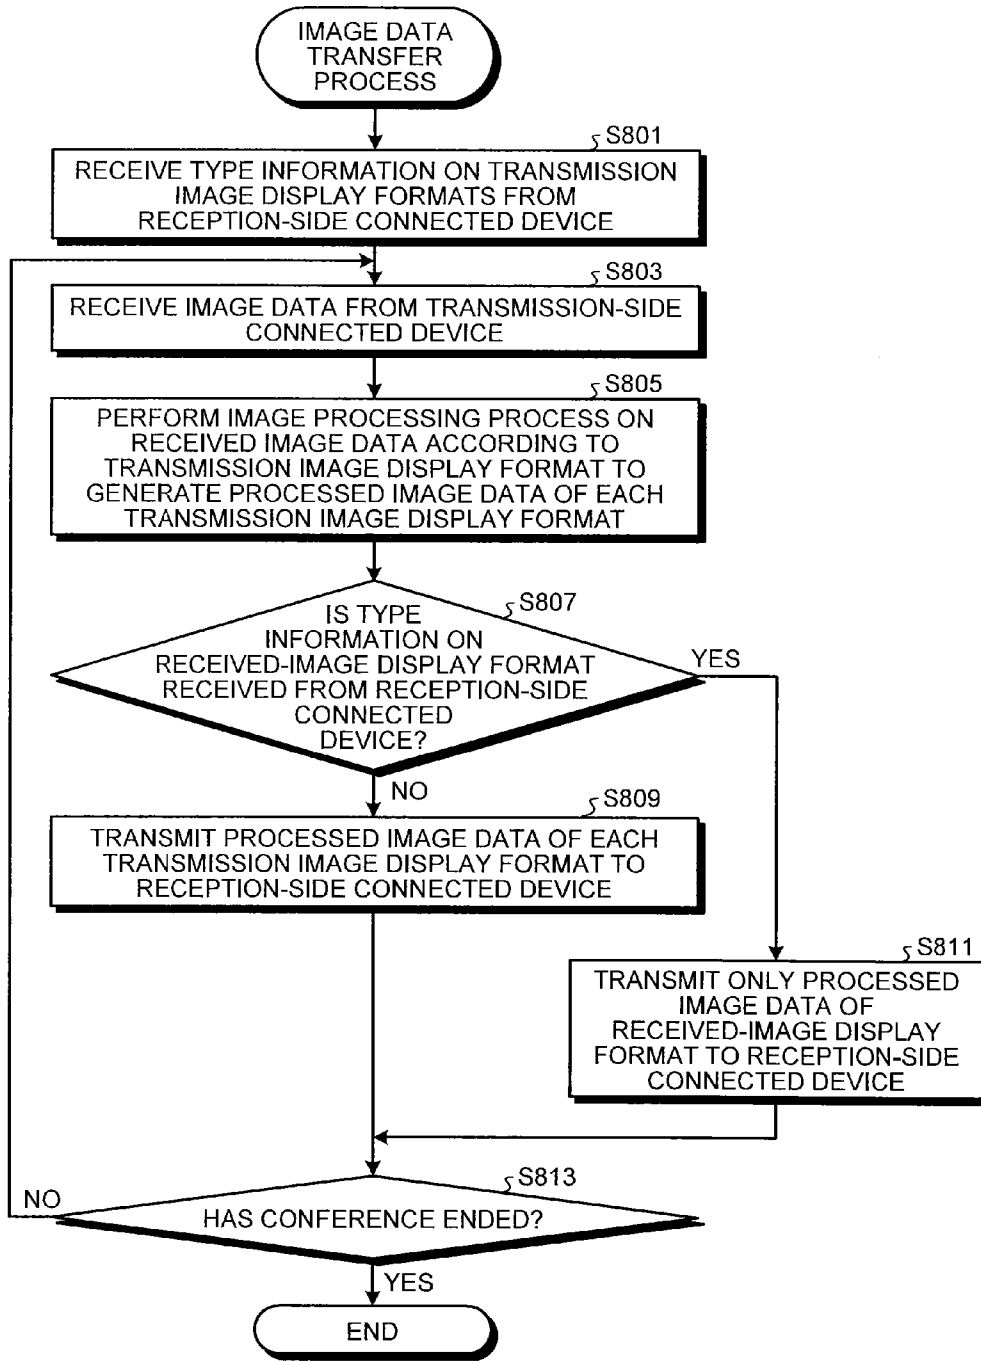 IMAGE DATA
TRANSFER
PROCESS
S801
RECEIVE TYPE INFORMATION ON TRANSMISSION
IMAGE DISPLAY FORMATS FROM
RECEPTION-SIDE CONNECTED DEVICE
S803
RECEIVE IMAGE DATA FROM TRANSMISSION-SIDE
CONNECTED DEVICE
S805
PERFORM IMAGE PROCESSING PROCESS ON
RECEIVED IMAGE DATA ACCORDING TO
TRANSMISSION IMAGE DISPLAY FORMAT TO
GENERATE PROCESSED IMAGE DATA OF EACH
TRANSMISSION IMAGE DISPLAY FORMAT
S807
IS TYPE
INFORMATION ON
RECEIVED-IMAGE DISPLAY FORMAT
RECEIVED FROM RECEPTION-SIDE
CONNECTED
DEVICE?
YES
NO
S809
TRANSMIT PROCESSED IMAGE DATA OF EACH
TRANSMISSION IMAGE DISPLAY FORMAT TO
RECEPTION-SIDE CONNECTED DEVICE
S811
TRANSMIT ONLY PROCESSED
IMAGE DATA OF
RECEIVED-IMAGE DISPLAY
FORMAT TO RECEPTION-SIDE
CONNECTED DEVICE
S813
NO
HAS CONFERENCE ENDED?
YES
END